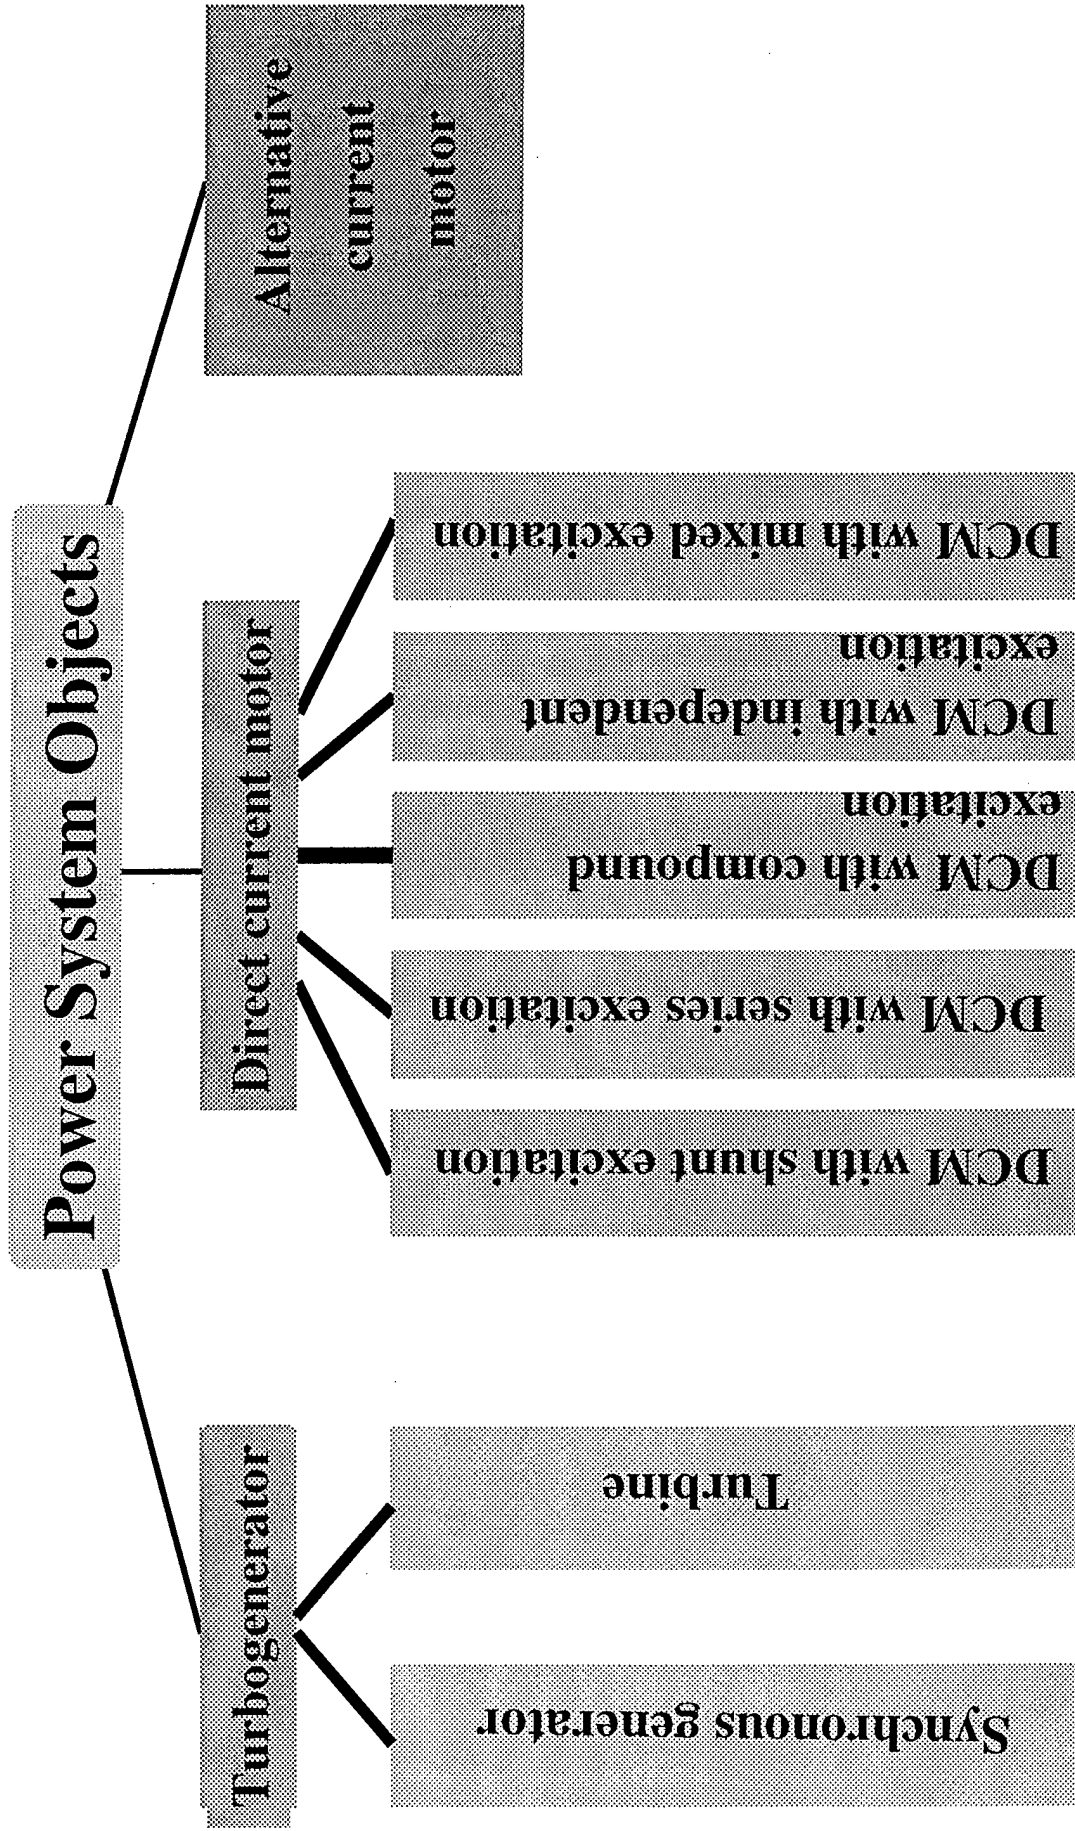 Power System Objects
Turbogenerator
Direct current motor
Alternative
current
motor
Synchronous generator
Turbine
DCM with shunt excitation
DCM with series excitation
DCM with compound
excitation
DCM with independent
excitation
DCM with mixed excitation